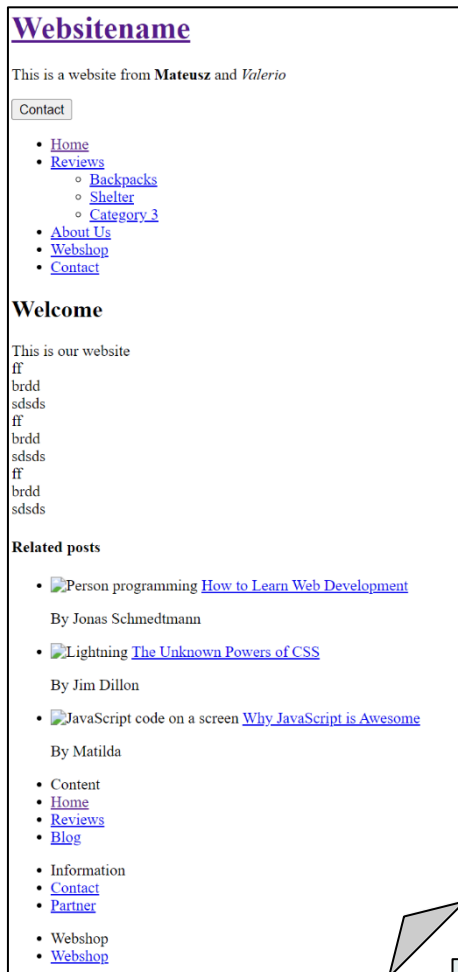 Websitename
This is a website from Mateusz and Valerio
Contact
Home
Reviews
Backpacks
Shelter
Category 3
About Us
Webshop
Contact
Welcome
This is our website
ff
brdd
sdsds
ff
brdd
sdsds
ff
brdd
sdsds
Related posts
Person programming How to Learn Web Development
By Jonas Schmedtmann
Lightning The Unknown Powers of CSS
By Jim Dillon
JavaScript code on a screen Why JavaScript is Awesome
By Matilda
Content
Home
Reviews
Blog
Information
Contact
Partner
Webshop
Webshop